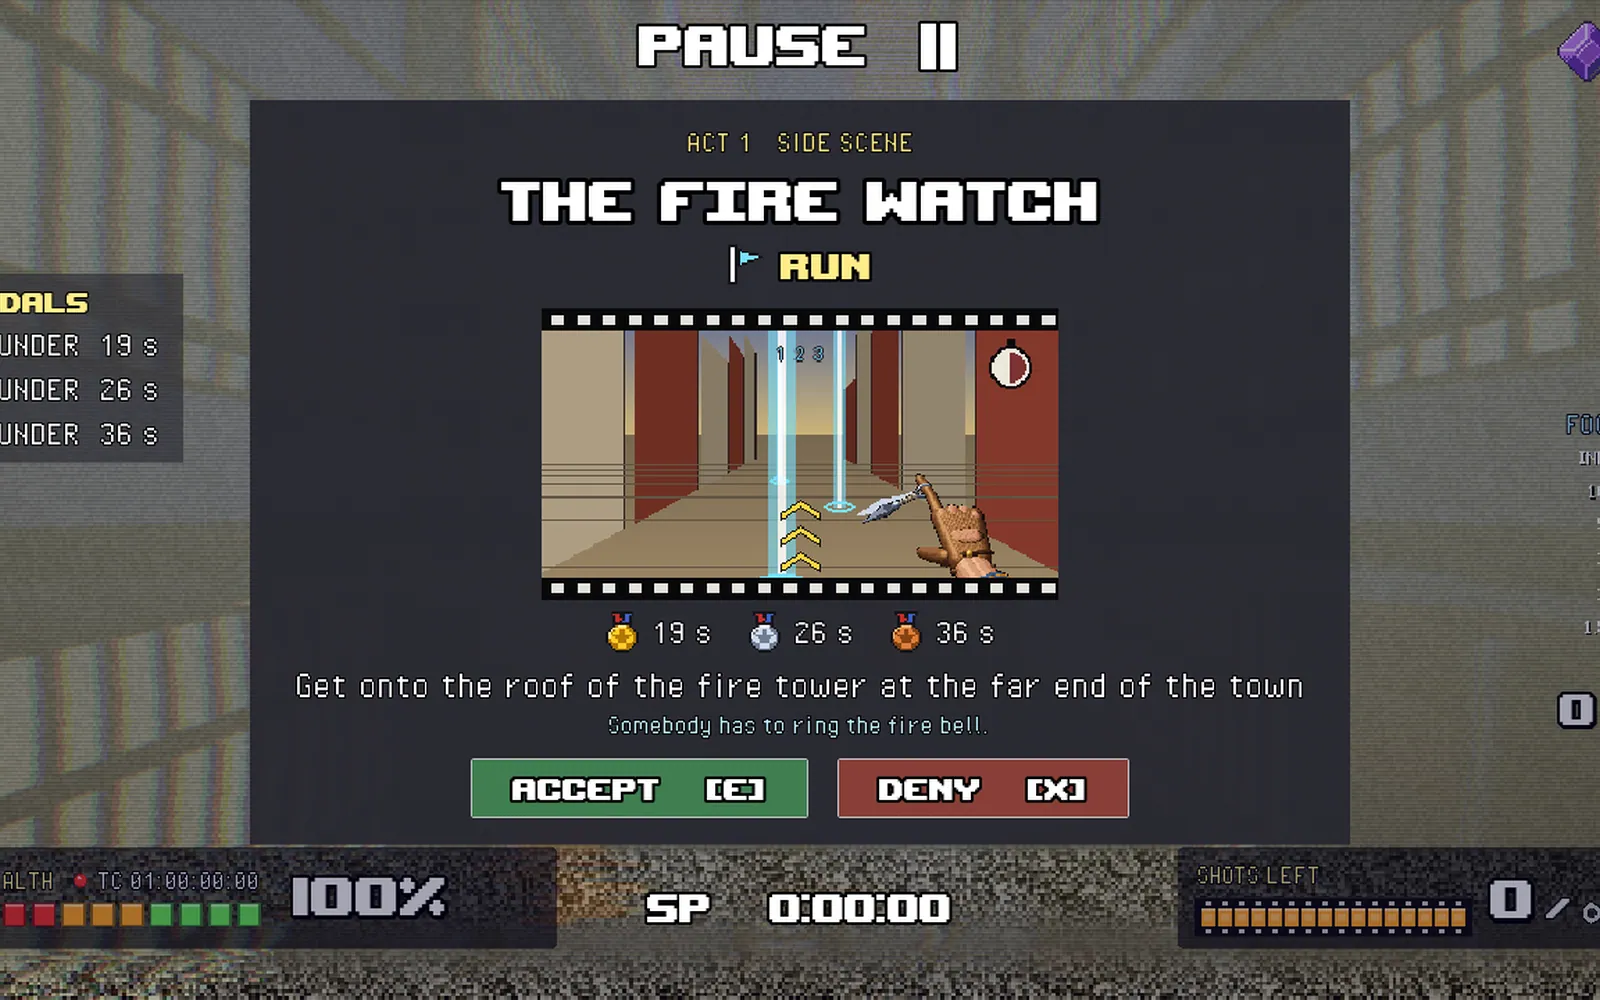 PAUSE
ACT 1 SIDE SCENE
THE FIRE WATCH
RUN
DALS
UNDER 19 s
UNDER 26 s
UNDER 36 s
1 2 3
19 s 26 s 36 s
Get onto the roof of the fire tower at the far end of the town
Somebody has to ring the fire bell.
ACCEPT [E] DENY [X]
FOO
IN
0
ALTH TC 01:00:00:00
100%
SP 0:00:00
SHOTS LEFT
0 /